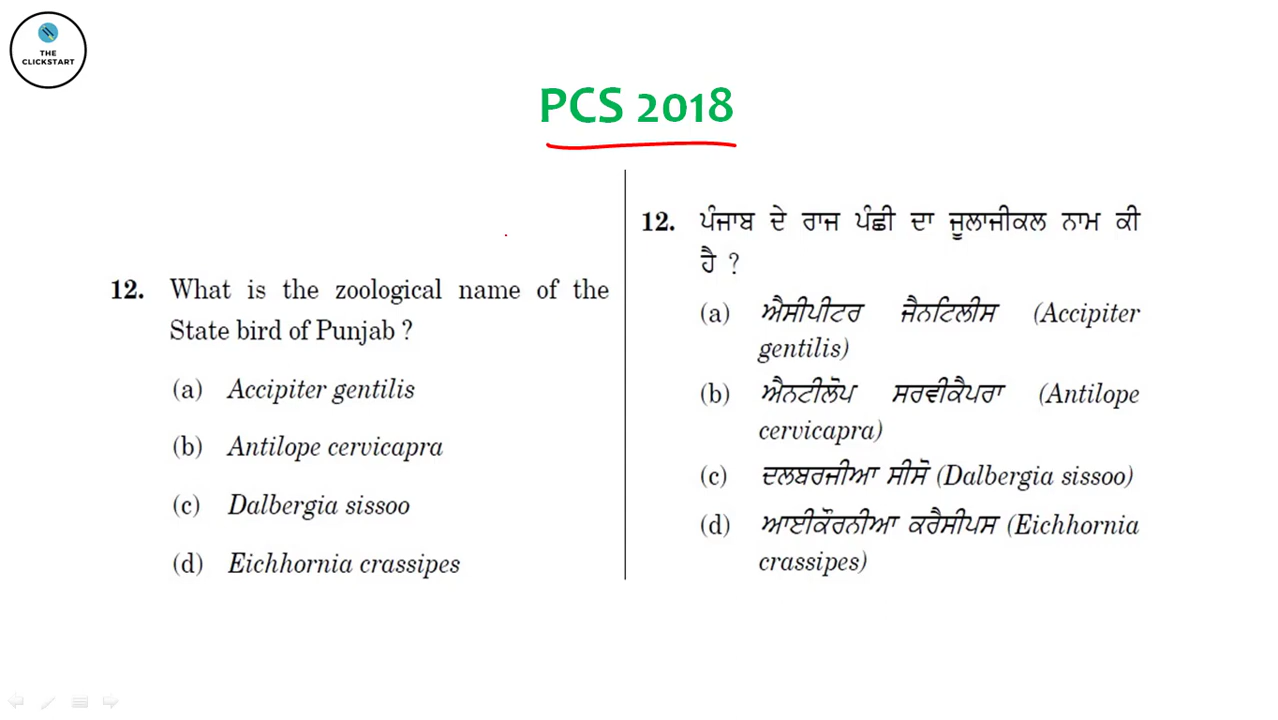 THE
CLICKSTART
PCS 2018
12. What is the zoological name of the
State bird of Punjab ?
(a) Accipiter gentilis
(b) Antilope cervicapra
(c) Dalbergia sissoo
(d) Eichhornia crassipes
12. ਪੰਜਾਬ ਦੇ ਰਾਜ ਪੰਛੀ ਦਾ ਜੂਲਾਜੀਕਲ ਨਾਮ ਕੀ
ਹੈ ?
(a) ਐਸੀਪੀਟਰ ਜੈਨਟਿਲੀਸ (Accipiter
gentilis)
(b) ਐਨਟੀਲੋਪ ਸਰਵੀਕੈਪਰਾ (Antilope
cervicapra)
(c) ਦਲਬਰਜੀਆ ਸੀਸੋ (Dalbergia sissoo)
(d) ਆਈਕੌਰਨੀਆ ਕਰੈਸੀਪਸ (Eichhornia
crassipes)